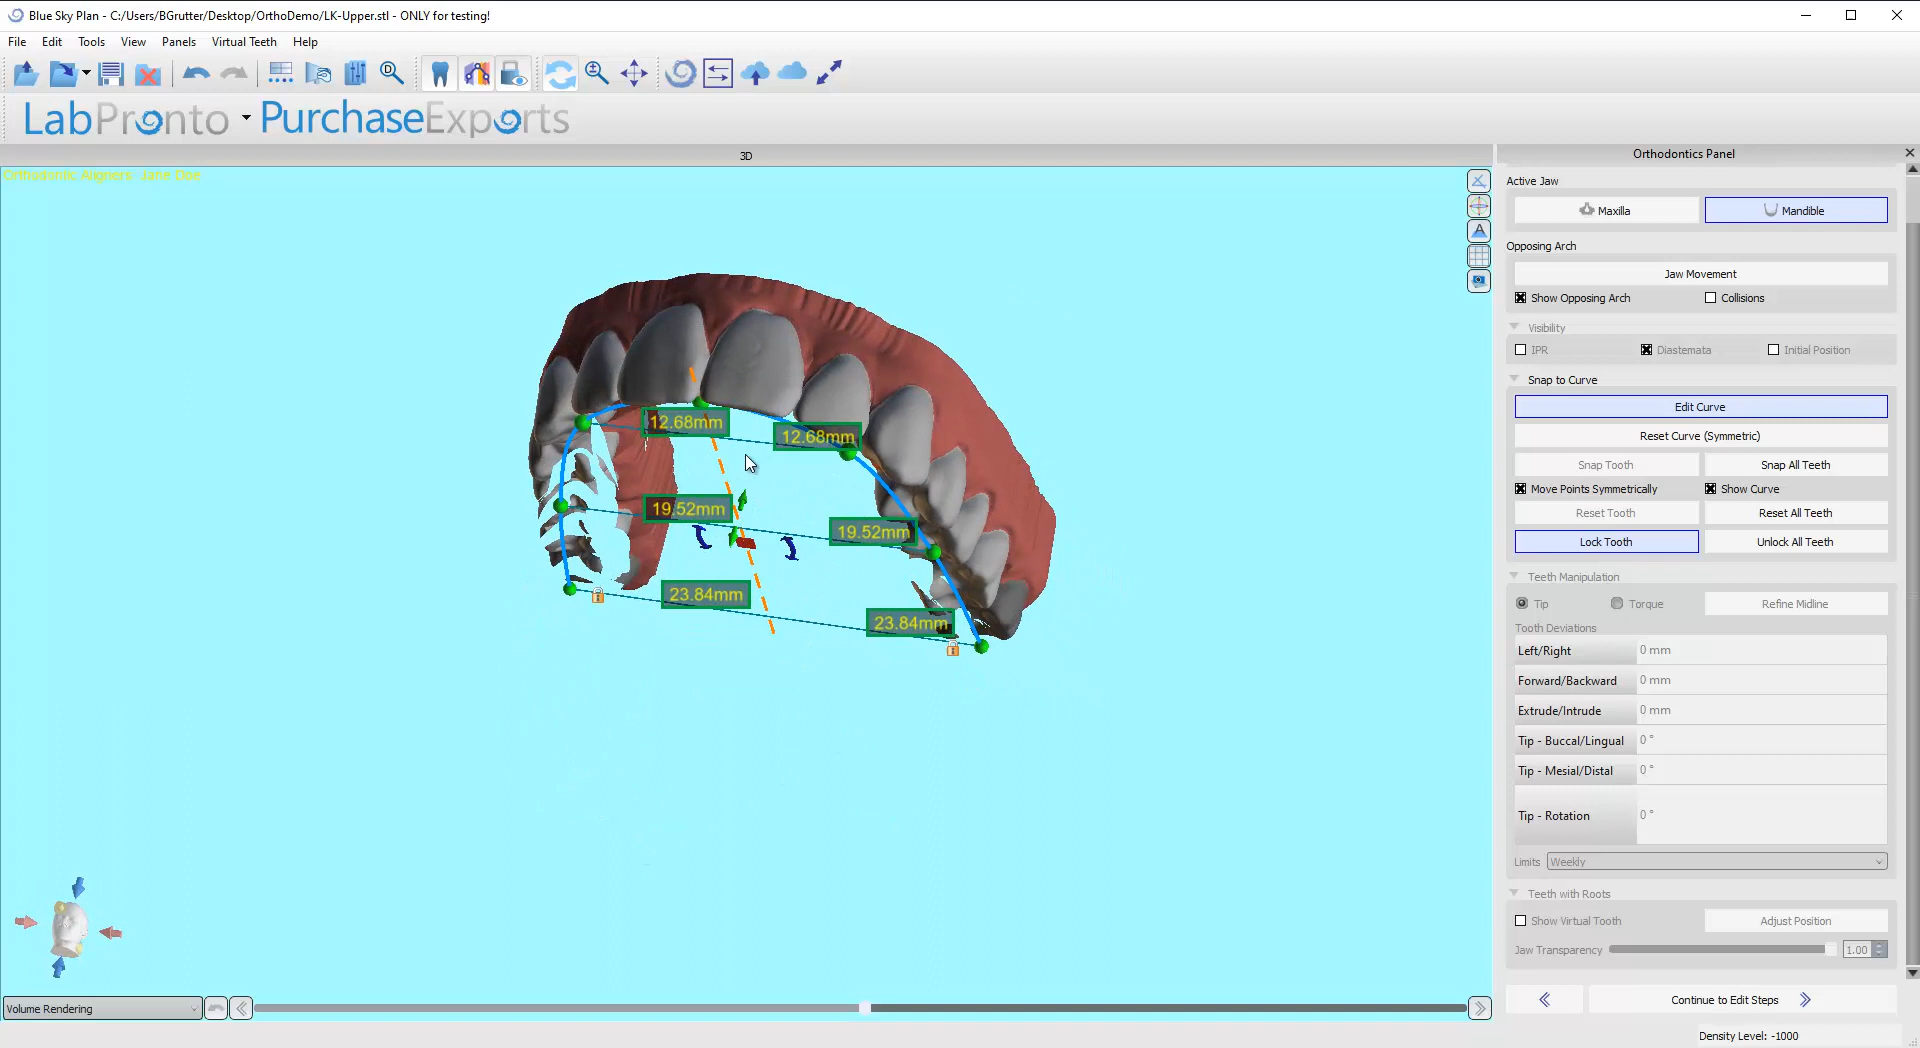 Blue Sky Plan - C:/Users/BGrutter/Desktop/OrthoDemo/LK-Upper.stl - ONLY for testing!
File Edit Tools View Panels Virtual Teeth Help
D
LabPronto PurchaseExports
3D
Orthodontic Aligners: Jane Doe
A
12.68mm
12.68mm
19.52mm
19.52mm
23.84mm
23.84mm
Volume Rendering
Orthodontics Panel
Active Jaw
Maxilla Mandible
Opposing Arch
Jaw Movement
Show Opposing Arch Collisions
Visibility
IPR Diastemata Initial Position
Snap to Curve
Edit Curve
Reset Curve (Symmetric)
Snap Tooth Snap All Teeth
Move Points Symmetrically Show Curve
Reset Tooth Reset All Teeth
Lock Tooth Unlock All Teeth
Teeth Manipulation
Tip Torque Refine Midline
Tooth Deviations
Left/Right 0 mm
Forward/Backward 0 mm
Extrude/Intrude 0 mm
Tip - Buccal/Lingual 0 °
Tip - Mesial/Distal 0 °
Tip - Rotation 0 °
Limits Weekly
Teeth with Roots
Show Virtual Tooth Adjust Position
Jaw Transparency 1.00
Continue to Edit Steps
Density Level: -1000